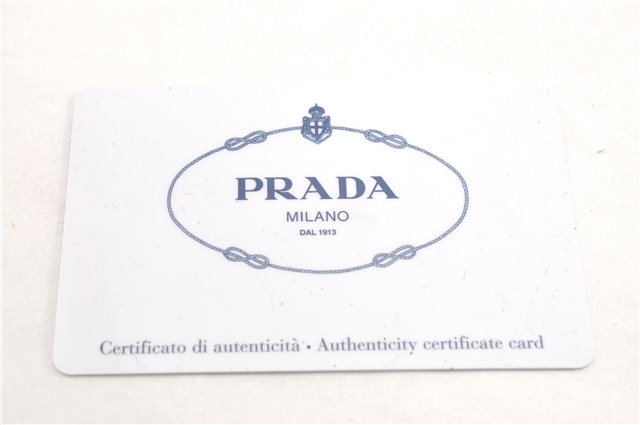 PRADA
MILANO
DAL 1913
Certificato di autenticità • Authenticity certificate card